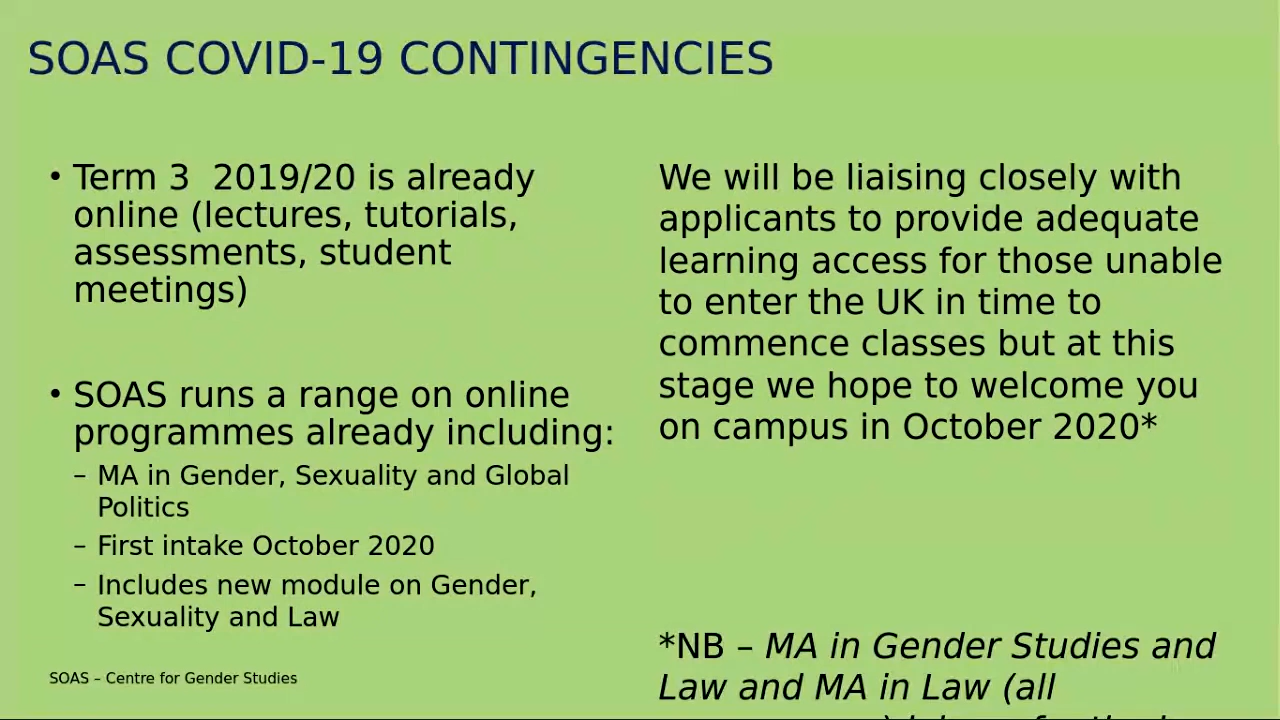 SOAS COVID-19 CONTINGENCIES
• Term 3  2019/20 is already
online (lectures, tutorials,
assessments, student
meetings)
• SOAS runs a range on online
programmes already including:
– MA in Gender, Sexuality and Global
Politics
– First intake October 2020
– Includes new module on Gender,
Sexuality and Law
SOAS – Centre for Gender Studies
We will be liaising closely with
applicants to provide adequate
learning access for those unable
to enter the UK in time to
commence classes but at this
stage we hope to welcome you
on campus in October 2020*
*NB – MA in Gender Studies and
Law and MA in Law (all